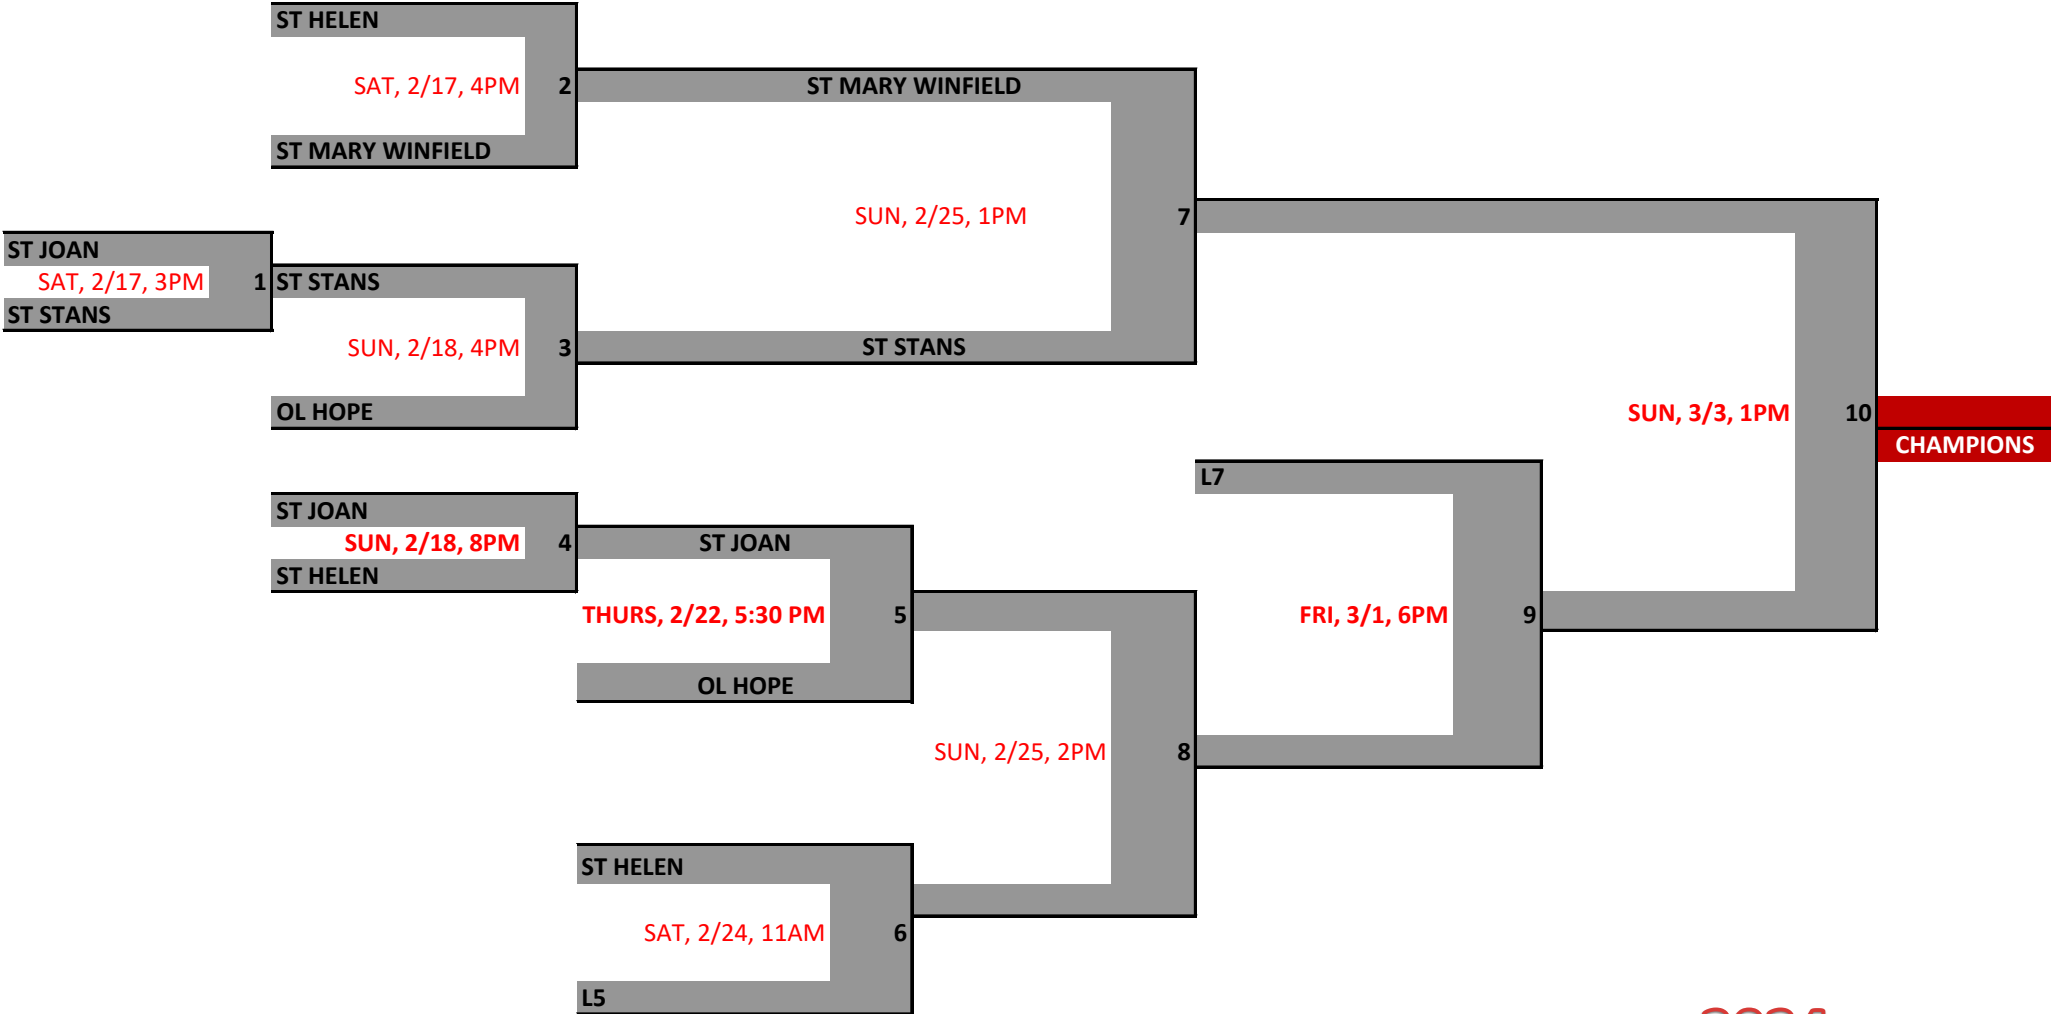 ST HELEN
SAT, 2/17, 4PM 2 ST MARY WINFIELD
ST MARY WINFIELD
SUN, 2/25, 1PM 7
ST JOAN
SAT, 2/17, 3PM 1 ST STANS
ST STANS
SUN, 2/18, 4PM 3 ST STANS
OL HOPE
SUN, 3/3, 1PM 10
CHAMPIONS
L7
ST JOAN
SUN, 2/18, 8PM 4 ST JOAN
ST HELEN
THURS, 2/22, 5:30 PM 5
FRI, 3/1, 6PM 9
OL HOPE
SUN, 2/25, 2PM 8
ST HELEN
SAT, 2/24, 11AM 6
L5